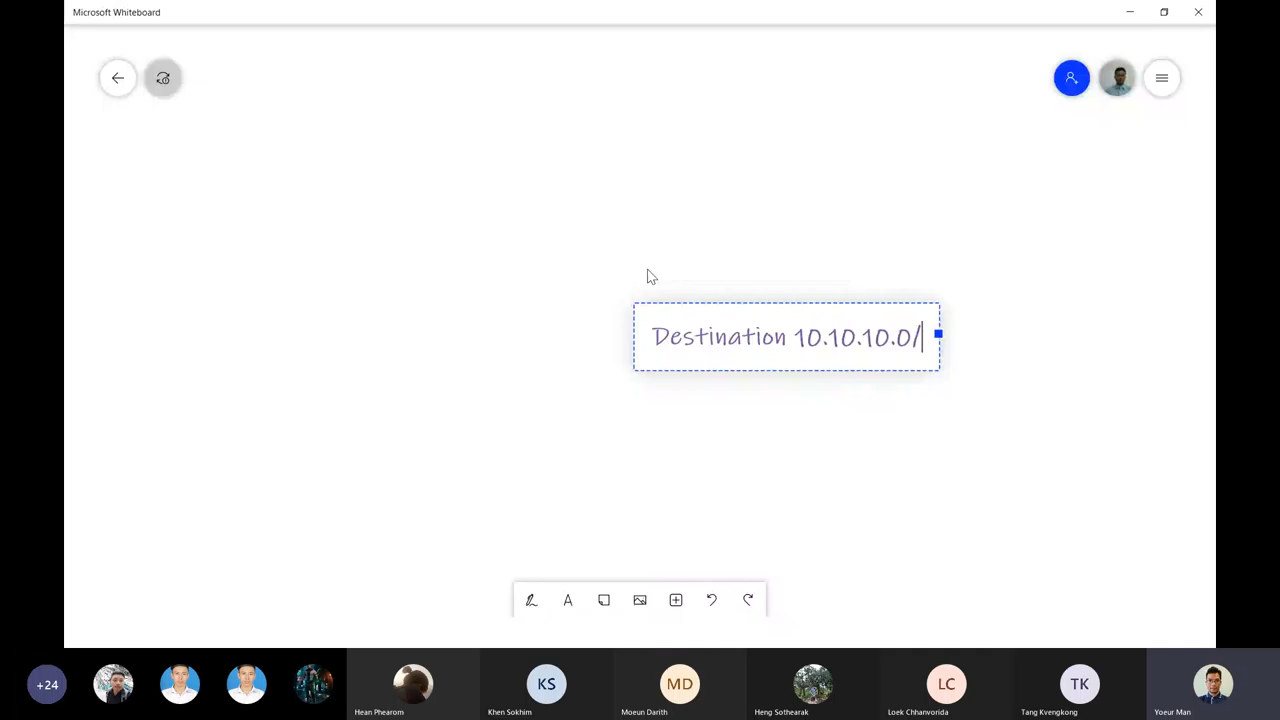 Microsoft Whiteboard
Destination 10.10.10.0/
+24
Hean Phearom
KS
Khen Sokhim
MD
Moeun Darith
Heng Sothearak
LC
Loek Chhanvorida
TK
Tang Kvengkong
Yoeur Man